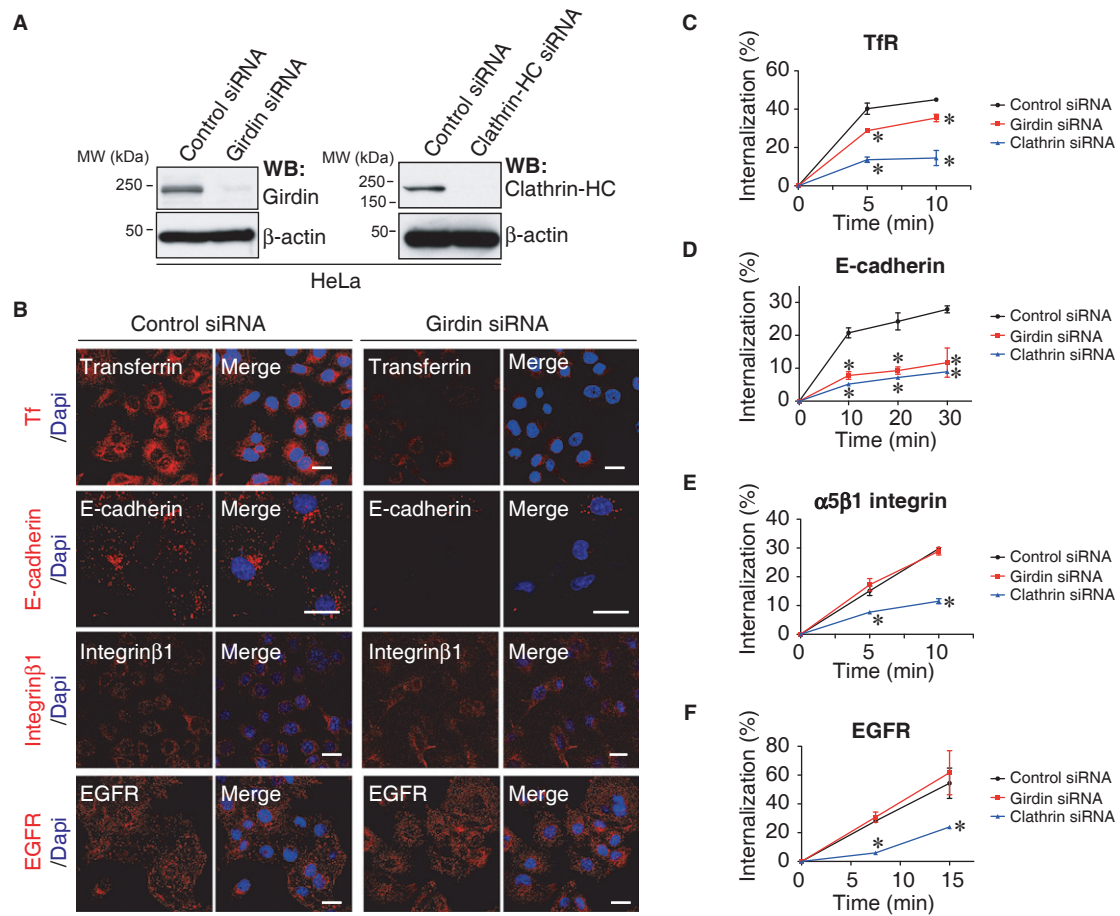 A
Control siRNA
Girdin siRNA
MW (kDa)
WB:
250
Girdin
50
β-actin
Control siRNA
Clathrin-HC siRNA
MW (kDa)
WB:
250
150
Clathrin-HC
50
β-actin
HeLa
B
Control siRNA
Girdin siRNA
Tf
/Dapi
Transferrin
Merge
Transferrin
Merge
E-cadherin
/Dapi
E-cadherin
Merge
E-cadherin
Merge
Integrinβ1
/Dapi
Integrinβ1
Merge
Integrinβ1
Merge
EGFR
/Dapi
EGFR
Merge
EGFR
Merge
C
TfR
Internalization (%)
60
40
20
0
*
*
*
*
0 5 10
Time (min)
Control siRNA
Girdin siRNA
Clathrin siRNA
D
E-cadherin
Internalization (%)
30
20
10
0
* * *
* * *
0 10 20 30
Time (min)
Control siRNA
Girdin siRNA
Clathrin siRNA
E
α5β1 integrin
Internalization (%)
40
30
20
10
0
* *
0 5 10
Time (min)
Control siRNA
Girdin siRNA
Clathrin siRNA
F
EGFR
Internalization (%)
80
60
40
20
0
* *
0 5 10 15
Time (min)
Control siRNA
Girdin siRNA
Clathrin siRNA